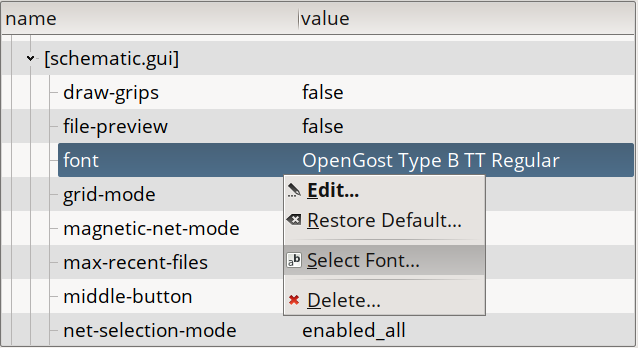 name value
[schematic.gui]
draw-grips false
file-preview false
font OpenGost Type B TT Regular
grid-mode
Edit...
magnetic-net-mode
Restore Default...
max-recent-files
Select Font...
middle-button
Delete...
net-selection-mode enabled_all